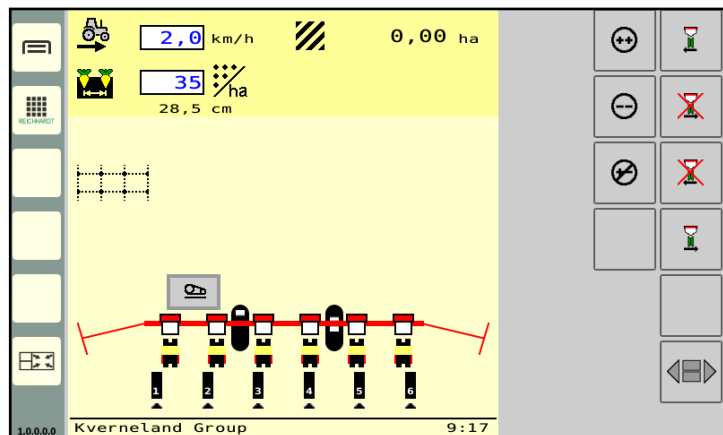 2,0 km/h 0,00 ha
35 /ha
28,5 cm
REICHHARDT
1 2 3 4 5 6
1.0.0.0.0 Kverneland Group 9:17